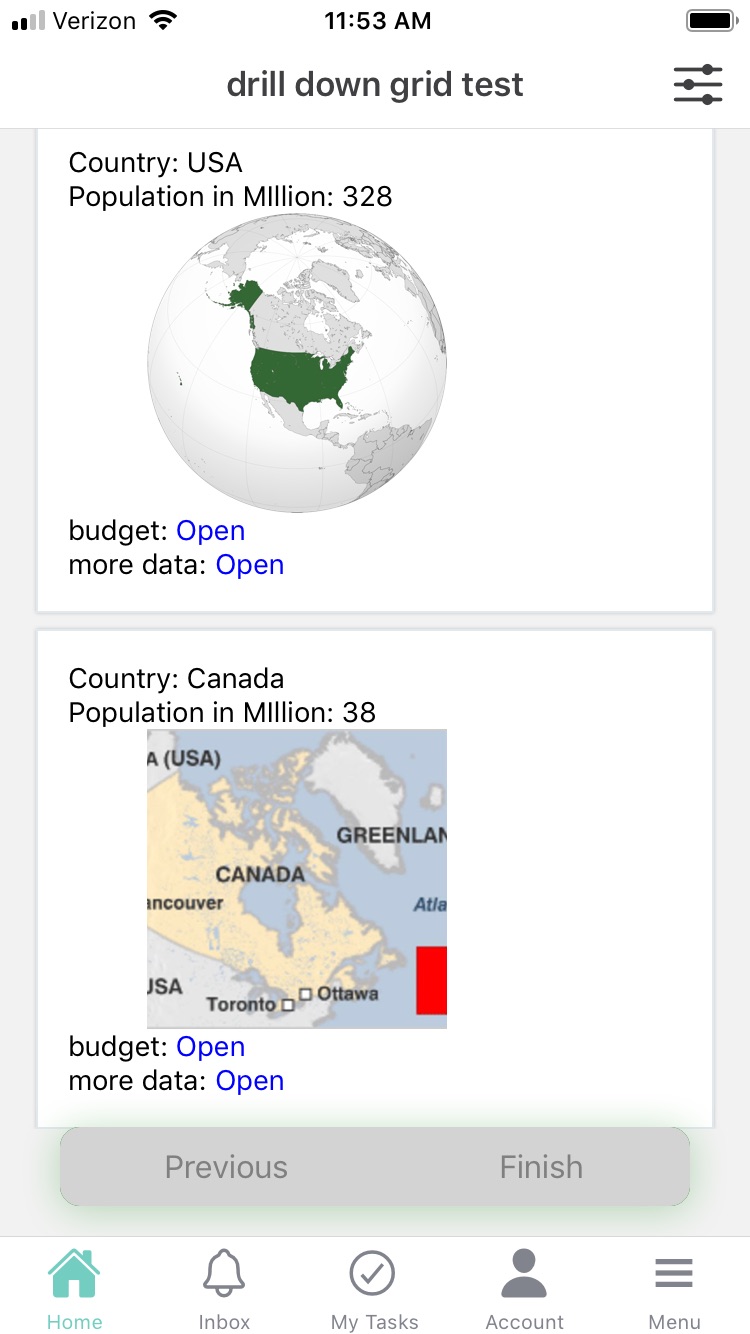 Verizon 11:53 AM
drill down grid test
Country: USA
Population in MIllion: 328
budget: Open
more data: Open
Country: Canada
Population in MIllion: 38
A (USA)
GREENLAN
CANADA
ancouver
Atla
USA
Toronto Ottawa
budget: Open
more data: Open
Previous Finish
Home Inbox My Tasks Account Menu